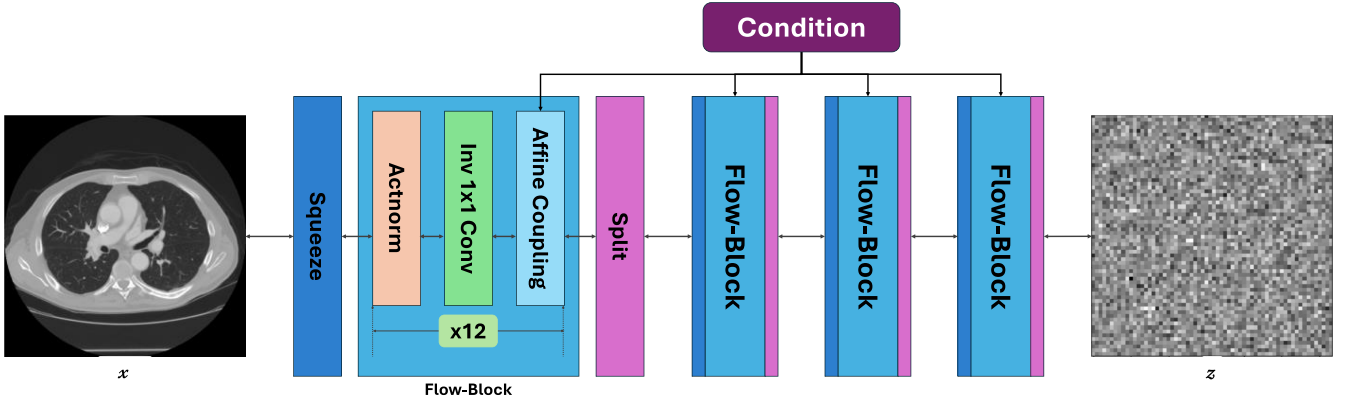 Condition
Squeeze
Actnorm
Inv 1x1 Conv
Affine Coupling
x12
Flow-Block
Split
Flow-Block
Flow-Block
Flow-Block
x
z